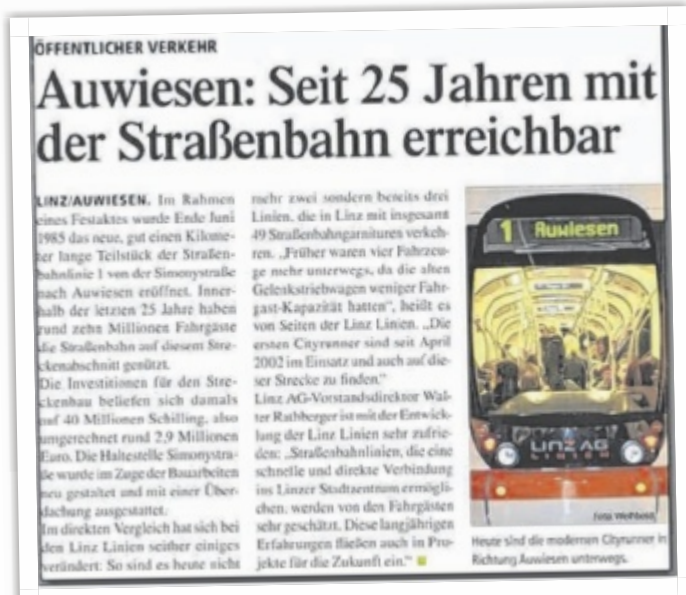 ÖFFENTLICHER VERKEHR
Auwiesen: Seit 25 Jahren mit
der Straßenbahn erreichbar
LINZ/AUWIESEN. Im Rahmen
eines Festaktes wurde Ende Juni
1985 das neue, gut einen Kilome-
ter lange Teilstück der Straßen-
bahnlinie 1 von der Simonystraße
nach Auwiesen eröffnet. Inner-
halb der letzten 25 Jahre haben
rund zehn Millionen Fahrgäste
die Straßenbahn auf diesem Stre-
ckenabschnitt genützt.
Die Investitionen für den Stre-
ckenbau beliefen sich damals
auf 40 Millionen Schilling, also
umgerechnet rund 2,9 Millionen
Euro. Die Haltestelle Simonystra-
ße wurde im Zuge der Bauarbeiten
neu gestaltet und mit einer Über-
dachung ausgestattet.
Im direkten Vergleich hat sich bei
den Linz Linien seither einiges
verändert: So sind es heute nicht
mehr zwei sondern bereits drei
Linien, die in Linz mit insgesamt
49 Straßenbahngarnituren verkeh-
ren. „Früher waren vier Fahrzeu-
ge mehr unterwegs, da die alten
Gelenkstriebwagen weniger Fahr-
gast-Kapazität hatten“, heißt es
von Seiten der Linz Linien. „Die
ersten Cityrunner sind seit April
2002 im Einsatz und auch auf die-
ser Strecke zu finden.“
Linz AG-Vorstandsdirektor Wal-
ter Rathberger ist mit der Entwick-
lung der Linz Linien sehr zufrie-
den: „Straßenbahnlinien, die eine
schnelle und direkte Verbindung
ins Linzer Stadtzentrum ermögli-
chen, werden von den Fahrgästen
sehr geschätzt. Diese langjährigen
Erfahrungen fließen auch in Pro-
jekte für die Zukunft ein.“
1 Auwiesen
LINZ AG
LINIEN
Foto
Heute sind die modernen Cityrunner in
Richtung Auwiesen unterwegs.